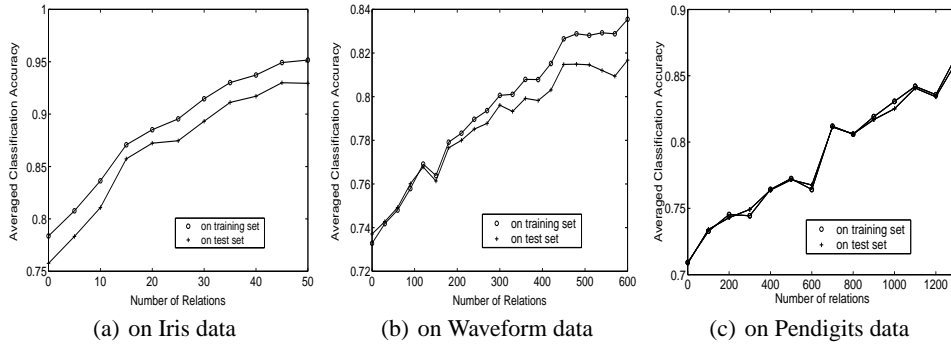 Averaged Classification Accuracy
1
0.95
0.9
0.85
0.8
0.75
0 10 20 30 40 50
Number of Relations
on training set
on test set
(a) on Iris data
Averaged Classification Accuracy
0.84
0.82
0.8
0.78
0.76
0.74
0.72
0 100 200 300 400 500 600
Number of Relations
on training set
on test set
(b) on Waveform data
Averaged Classification Accuracy
0.9
0.85
0.8
0.75
0.7
0 200 400 600 800 1000 1200
Number of relations
on training set
on test set
(c) on Pendigits data